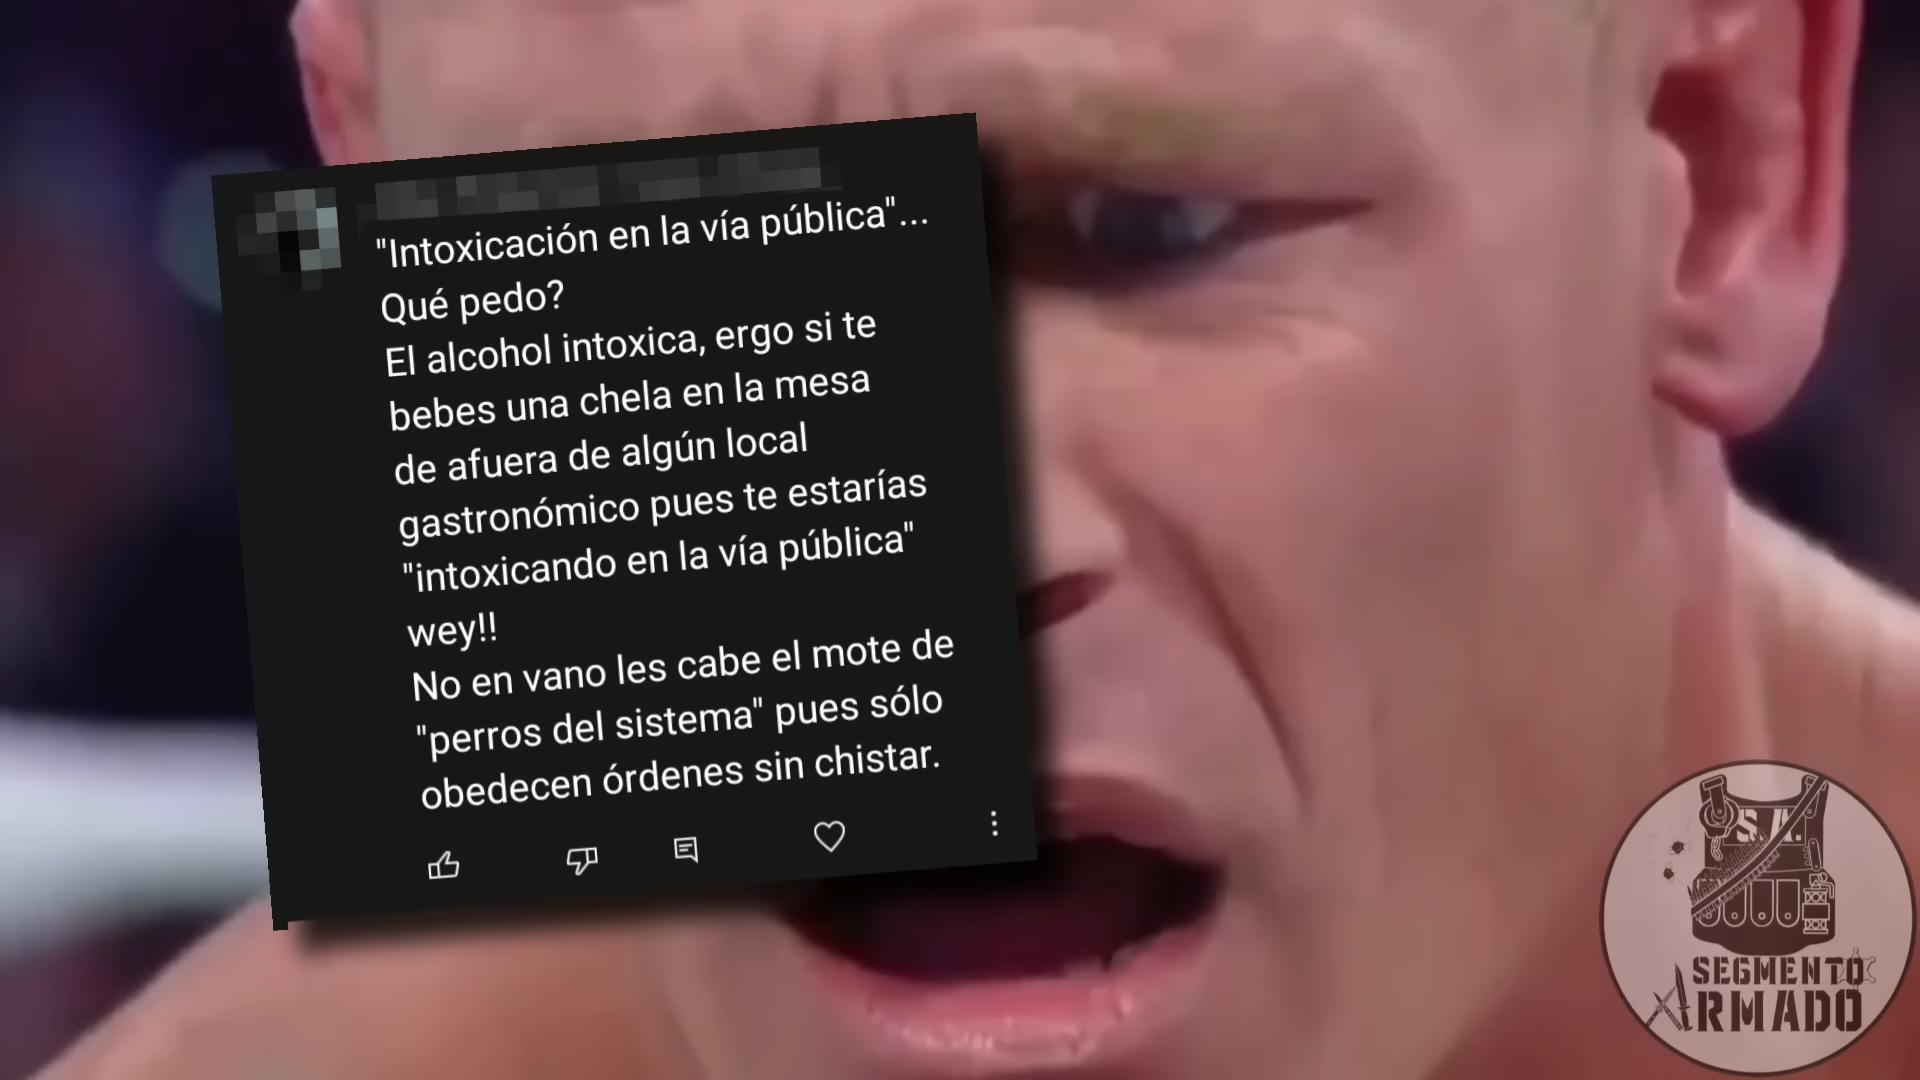 "Intoxicación en la vía pública"...
Qué pedo?
El alcohol intoxica, ergo si te
bebes una chela en la mesa
de afuera de algún local
gastronómico pues te estarías
"intoxicando en la vía pública"
wey!!
No en vano les cabe el mote de
"perros del sistema" pues sólo
obedecen órdenes sin chistar.
S.A.
SEGMENTO
ARMADO